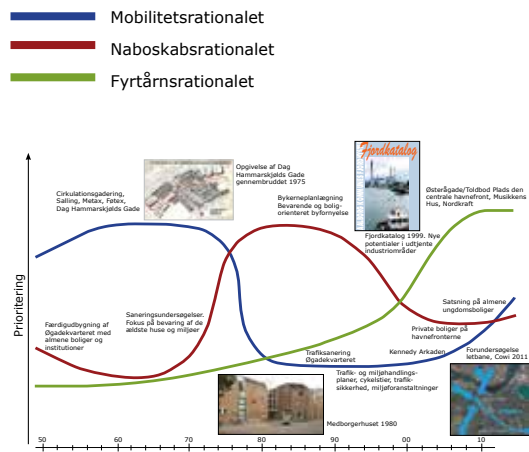 Mobilitetsrationalet
Naboskabsrationalet
Fyrtårnsrationalet
Prioritering
Cirkulationsgadering,
Salling, Metax, Føtex,
Dag Hammarskjølds Gade
Opgivelse af Dag
Hammarskjølds Gade
gennembruddet 1975
Bykerneplanlægning
Bevarende og bolig-
orienteret byfornyelse
Fjordkatalog
Fjordkatalog 1999. Nye
potentialer i udtjente
industriområder
Østerågade/Toldbod Plads den
centrale havnefront, Musikkens
Hus, Nordkraft
Færdigudbygning af
Øgadekvarteret med
almene boliger og
institutioner
Saneringsundersøgelser.
Fokus på bevaring af de
ældste huse og miljøer
Satsning på almene
ungdomsboliger
Private boliger på
havnefronterne
Trafiksanering
Øgadekvarteret
Kennedy Arkaden
Forundersøgelse
letbane, Cowi 2011
Trafik- og miljøhandlings-
planer, cykelstier, trafik-
sikkerhed, miljøforanstaltninger
Medborgerhuset 1980
50 60 70 80 90 00 10